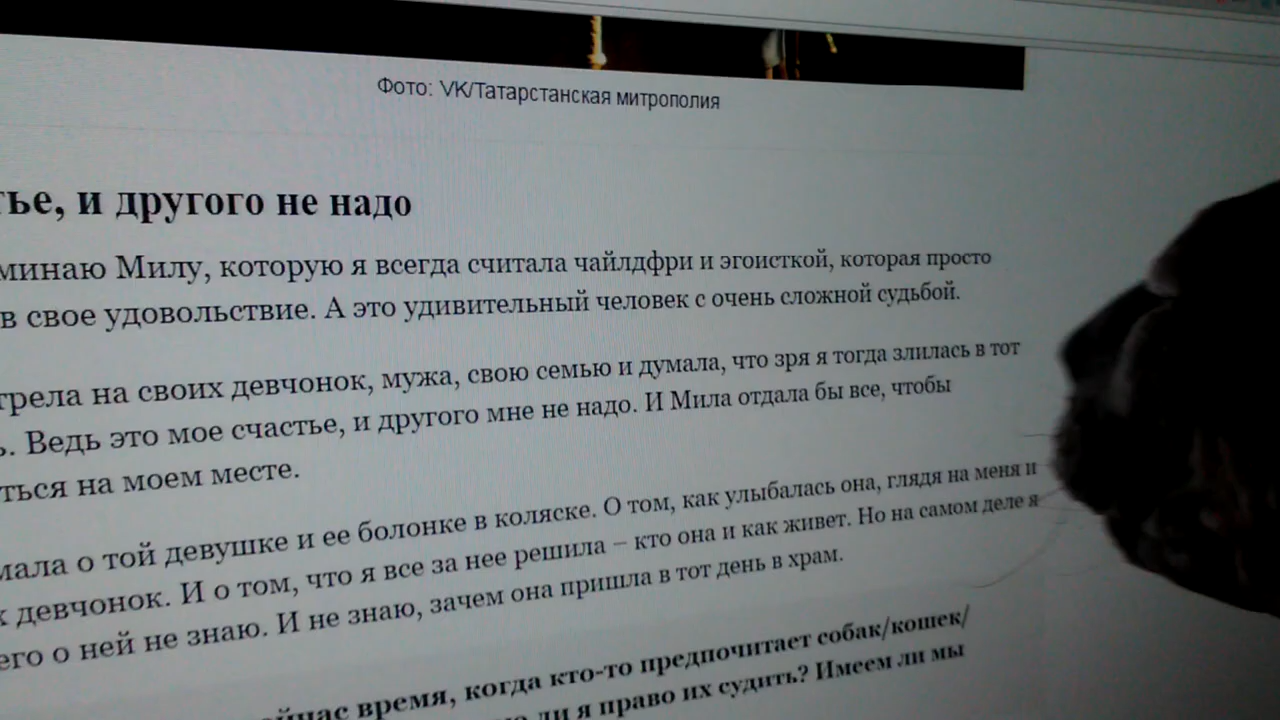 Фото: VK/Татарстанская митрополия
тье, и другого не надо
минаю Милу, которую я всегда считала чайлдфри и эгоисткой, которая просто
в свое удовольствие. А это удивительный человек с очень сложной судьбой.
трела на своих девчонок, мужа, свою семью и думала, что зря я тогда злилась в тот
ь. Ведь это мое счастье, и другого мне не надо. И Мила отдала бы все, чтобы
ться на моем месте.
мала о той девушке и ее болонке в коляске. О том, как улыбалась она, глядя на меня и
х девчонок. И о том, что я все за нее решила – кто она и как живет. Но на самом деле я
его о ней не знаю. И не знаю, зачем она пришла в тот день в храм.
ейчас время, когда кто-то предпочитает собак/кошек/
ли я право их судить? Имеем ли мы